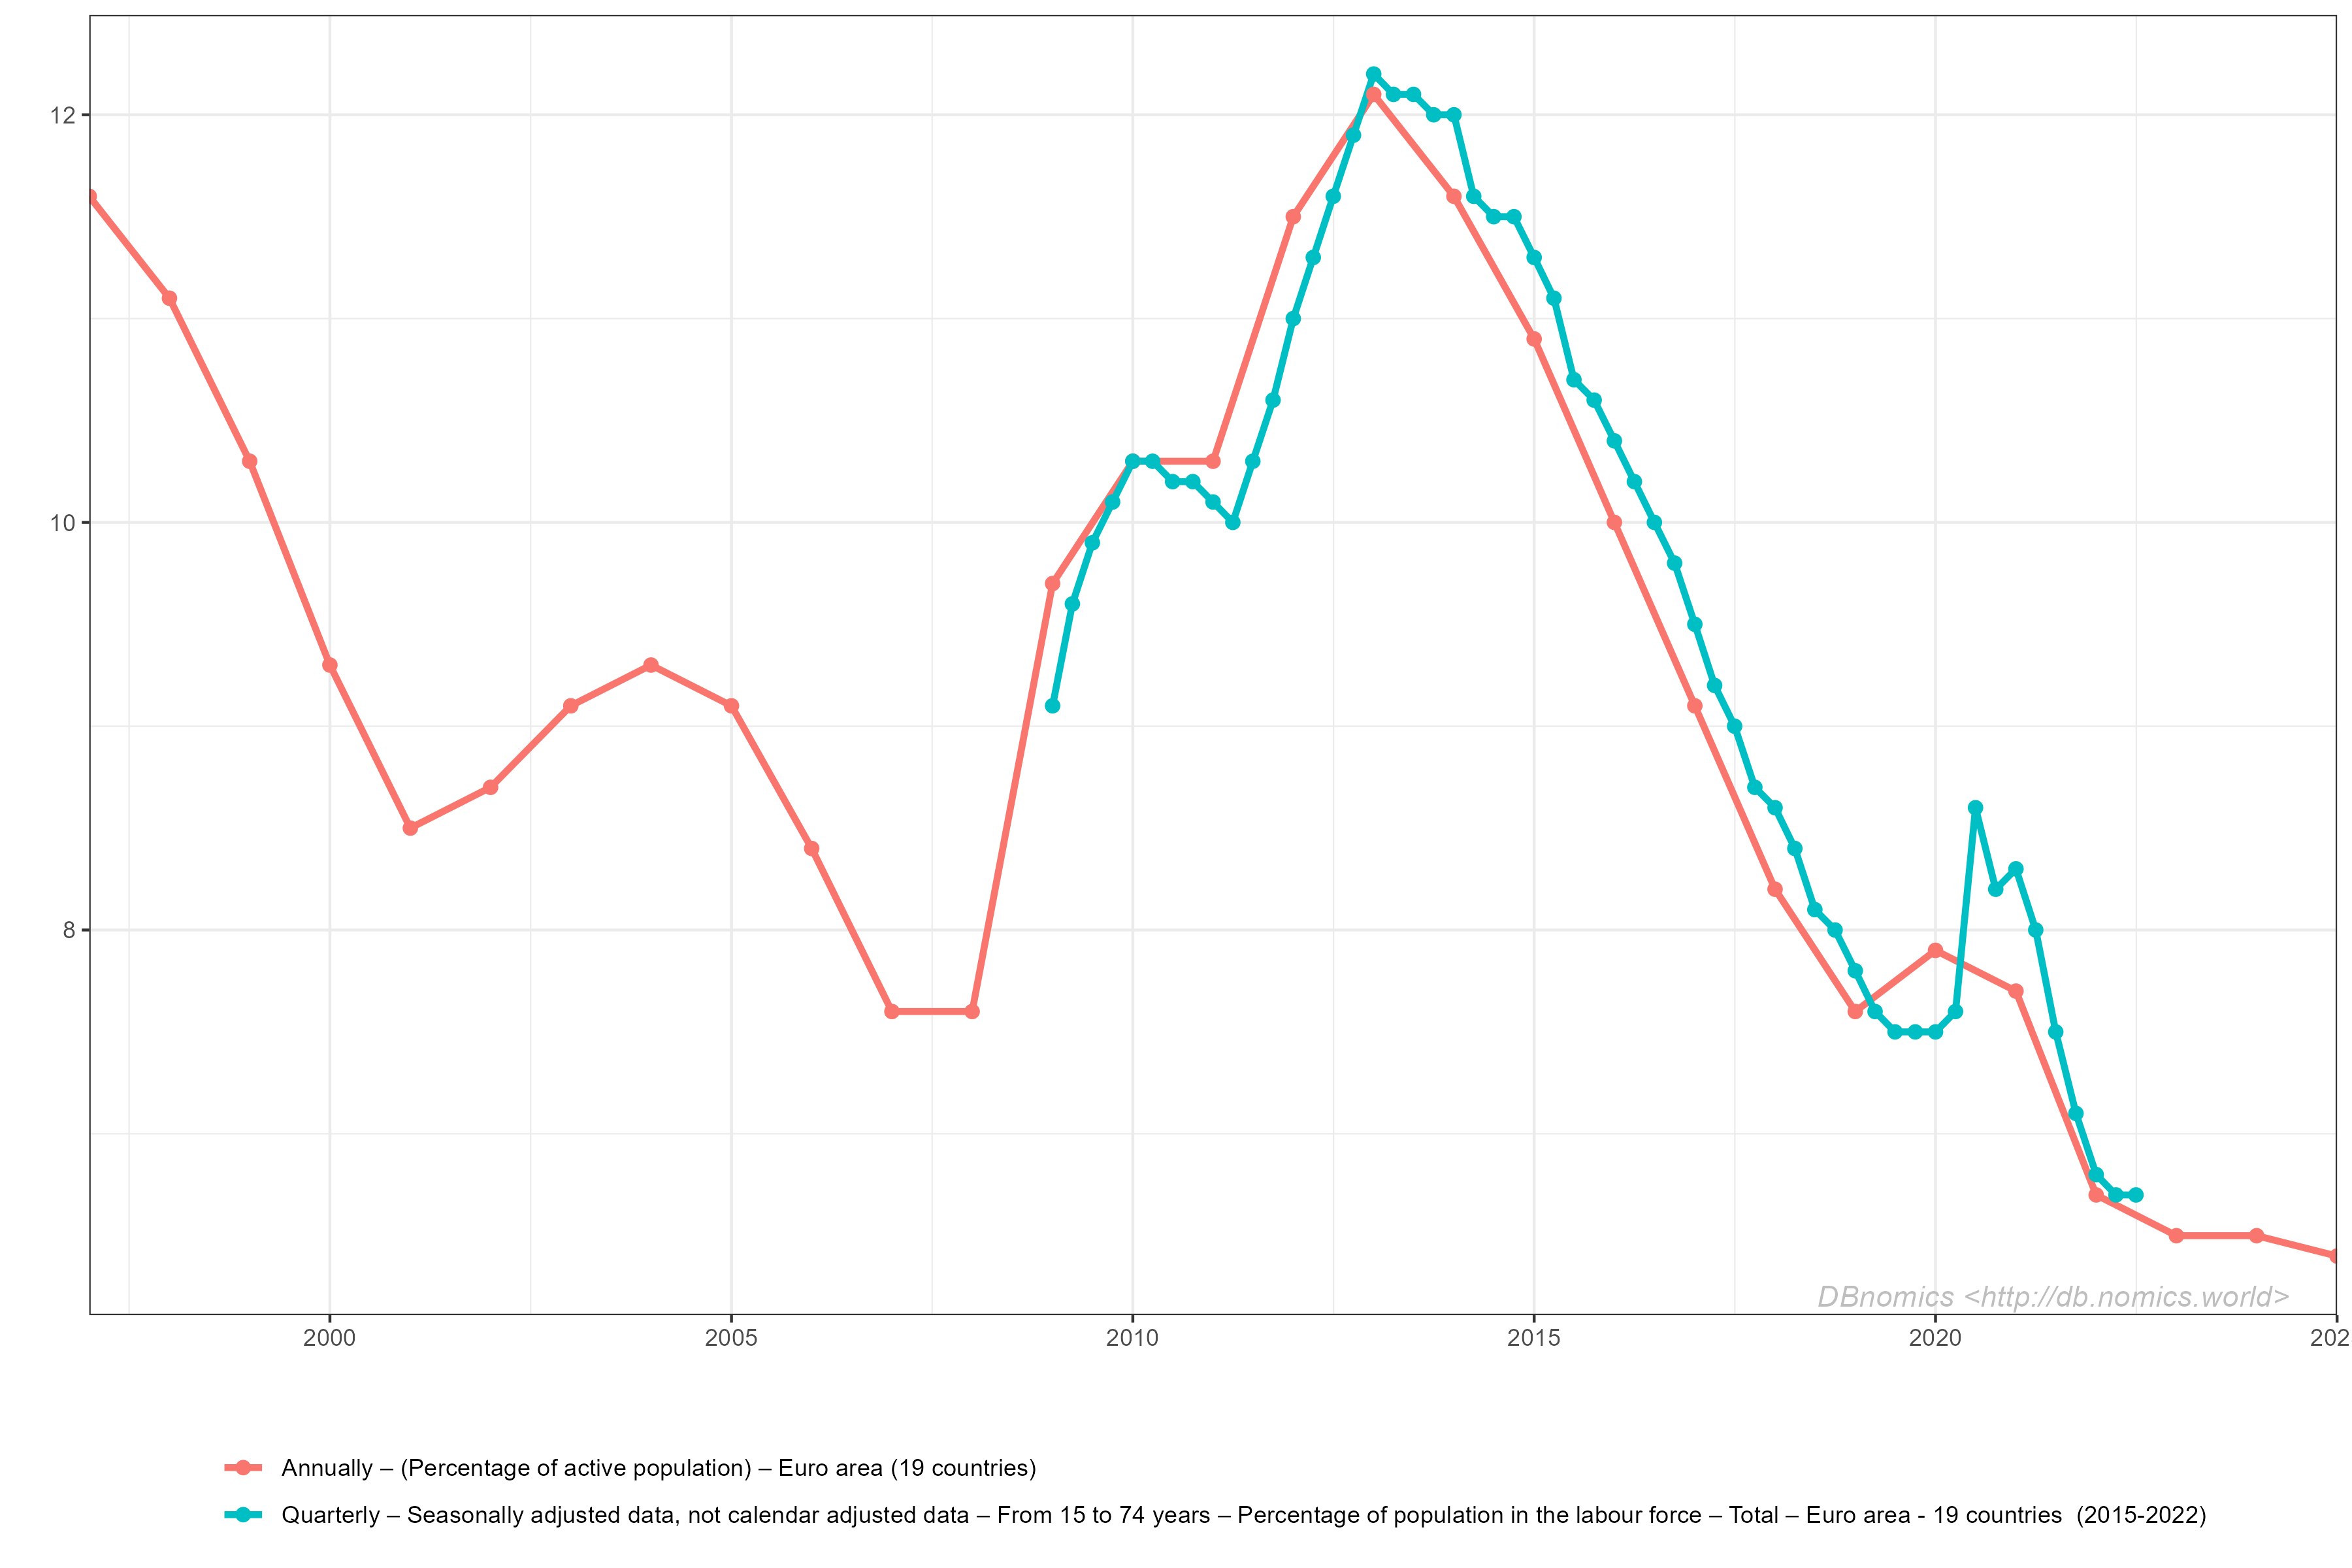 12
10
8
DBnomics <http://db.nomics.world>
2000 2005 2010 2015 2020 202
Annually – (Percentage of active population) – Euro area (19 countries)
Quarterly – Seasonally adjusted data, not calendar adjusted data – From 15 to 74 years – Percentage of population in the labour force – Total – Euro area - 19 countries  (2015-2022)